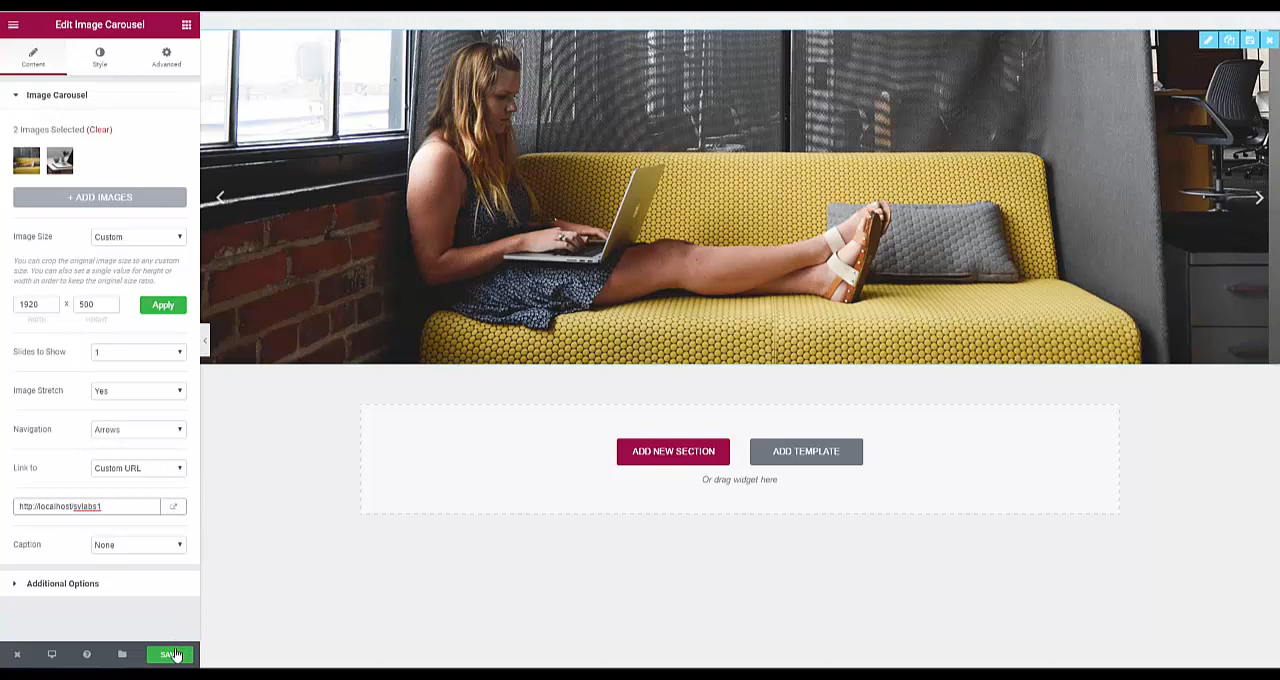 Edit Image Carousel
Content
Style
Advanced
Image Carousel
2 Images Selected (Clear)
+ ADD IMAGES
Image Size
Custom
You can crop the original image size to any custom
size. You can also set a single value for height or
width in order to keep the original size ratio.
1920
x
500
Apply
WIDTH
HEIGHT
Slides to Show
1
Image Stretch
Yes
Navigation
Arrows
Link to
Custom URL
http://localhost/svlabs1
Caption
None
Additional Options
ADD NEW SECTION
ADD TEMPLATE
Or drag widget here